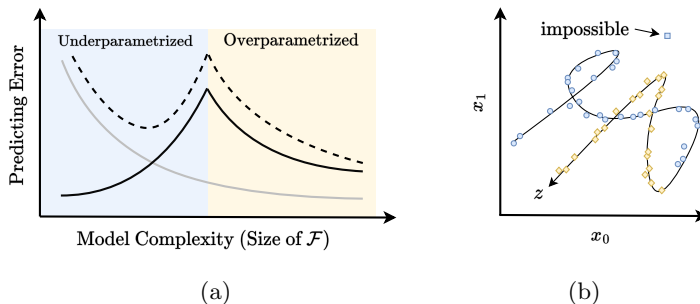 Underparametrized Overparametrized
Predicting Error
Model Complexity (Size of 𝓕)
(a)
impossible
x₁
z
x₀
(b)